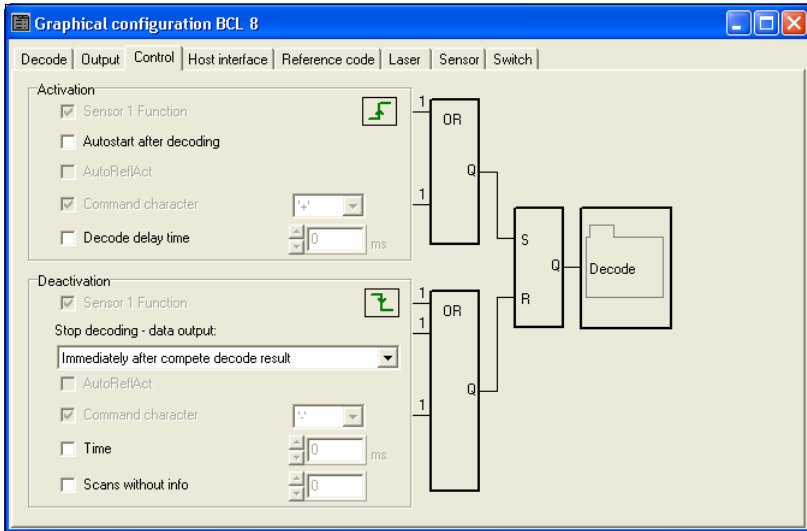 Graphical configuration BCL 8
Decode Output Control Host interface Reference code Laser Sensor Switch
Activation
Sensor 1 Function
Autostart after decoding
AutoReflAct
Command character '+'
Decode delay time 0 ms
1
OR
Q
1
S
Q
R
Decode
Deactivation
Sensor 1 Function
Stop decoding - data output:
Immediately after compete decode result
AutoReflAct
Command character '-'
Time 0 ms
Scans without info 0
1
OR
1
Q
1